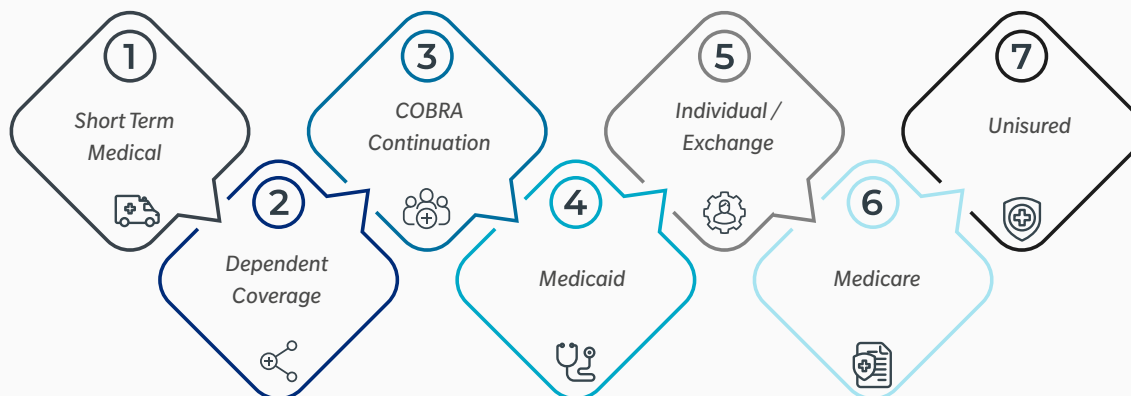 1
Short Term
Medical
2
Dependent
Coverage
3
COBRA
Continuation
4
Medicaid
5
Individual /
Exchange
6
Medicare
7
Unisured